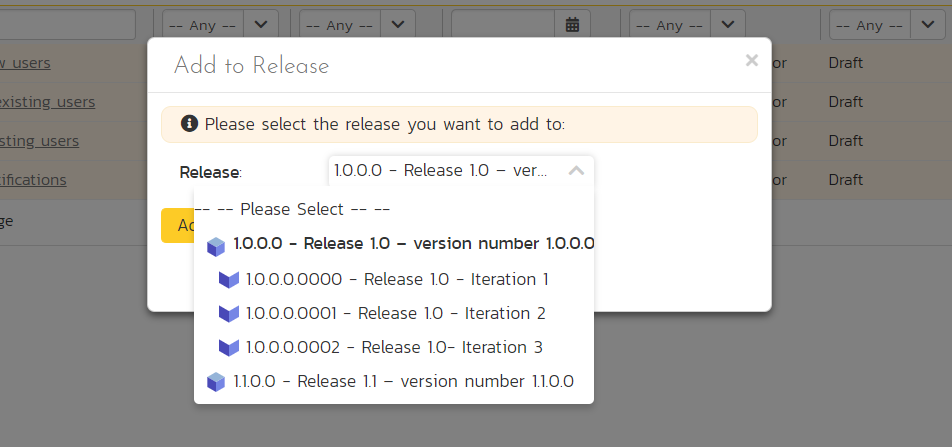 -- Any -- -- Any -- -- Any -- -- Any --
Add to Release ×
users or Draft
Please select the release you want to add to:
existing users or Draft
sting users or Draft
Release: 1.0.0.0 - Release 1.0 – ver...
ifications or Draft
-- -- Please Select -- --
ge
Ad
1.0.0.0 - Release 1.0 – version number 1.0.0.0
1.0.0.0.0000 - Release 1.0 - Iteration 1
1.0.0.0.0001 - Release 1.0 - Iteration 2
1.0.0.0.0002 - Release 1.0- Iteration 3
1.1.0.0 - Release 1.1 – version number 1.1.0.0